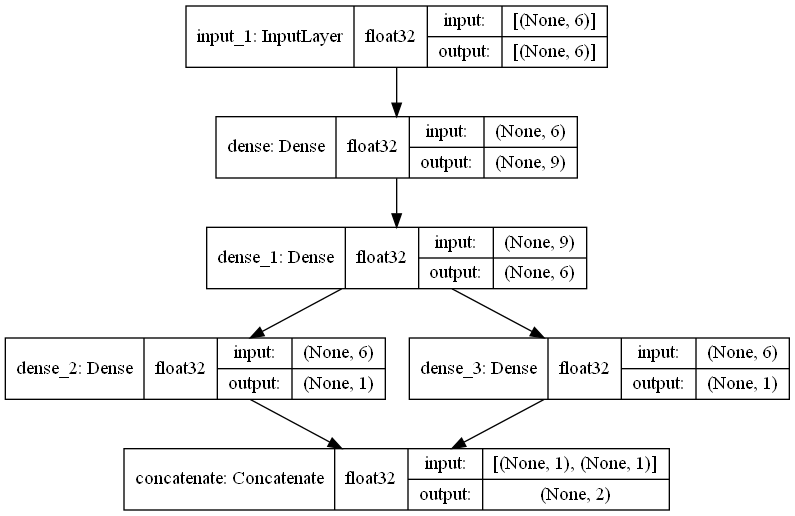 input_1: InputLayer float32 input: [(None, 6)]
output: [(None, 6)]
dense: Dense float32 input: (None, 6)
output: (None, 9)
dense_1: Dense float32 input: (None, 9)
output: (None, 6)
dense_2: Dense float32 input: (None, 6)
output: (None, 1)
dense_3: Dense float32 input: (None, 6)
output: (None, 1)
concatenate: Concatenate float32 input: [(None, 1), (None, 1)]
output: (None, 2)